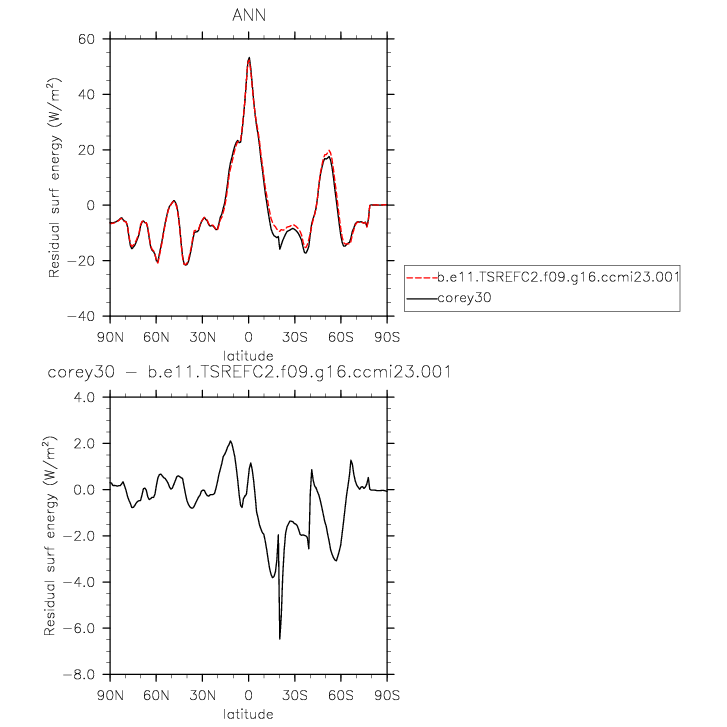 ANN
60
40
20
0
−20
−40
Residual surf energy (W/m²)
90N 60N 30N 0 30S 60S 90S
latitude
b.e11.TSREFC2.f09.g16.ccmi23.001
corey30
corey30 − b.e11.TSREFC2.f09.g16.ccmi23.001
4.0
2.0
0.0
−2.0
−4.0
−6.0
−8.0
Residual surf energy (W/m²)
90N 60N 30N 0 30S 60S 90S
latitude